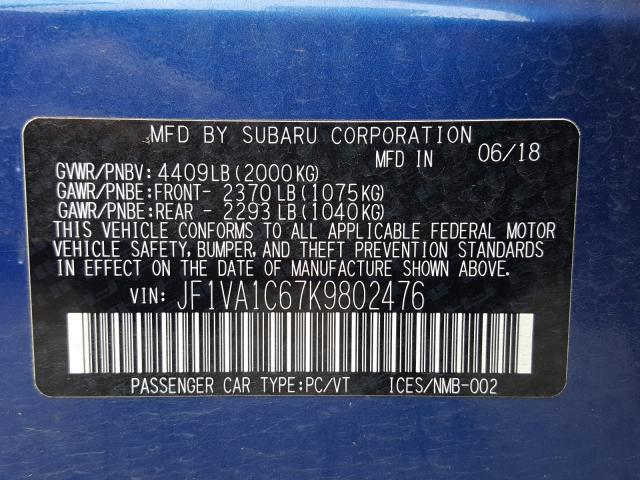 MFD BY SUBARU CORPORATION
MFD IN 06/18
GVWR/PNBV: 4409LB(2000KG)
GAWR/PNBE:FRONT- 2370 LB(1075KG)
GAWR/PNBE:REAR - 2293 LB(1040KG)
THIS VEHICLE CONFORMS TO ALL APPLICABLE FEDERAL MOTOR
VEHICLE SAFETY, BUMPER, AND THEFT PREVENTION STANDARDS
IN EFFECT ON THE DATE OF MANUFACTURE SHOWN ABOVE.
VIN: JF1VA1C67K9802476
PASSENGER CAR TYPE:PC/VT ICES/NMB-002